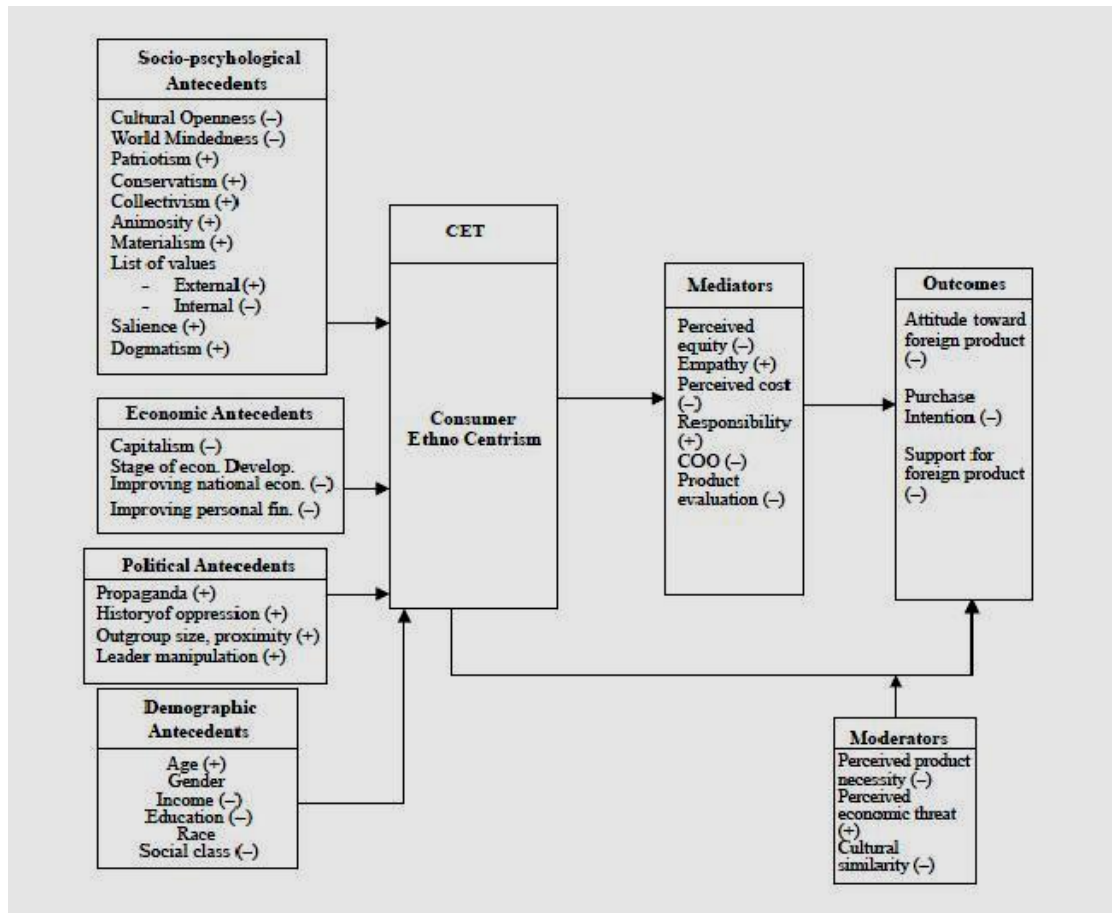 Socio-pscyhological
Antecedents
Cultural Openness (–)
World Mindedness (–)
Patriotism (+)
Conservatism (+)
Collectivism (+)
Animosity (+)
Materialism (+)
List of values
- External (+)
- Internal (–)
Salience (+)
Dogmatism (+)
Economic Antecedents
Capitalism (–)
Stage of econ. Develop.
Improving national econ. (–)
Improving personal fin. (–)
Political Antecedents
Propaganda (+)
Historyof oppression (+)
Outgroup size, proximity (+)
Leader manipulation (+)
Demographic
Antecedents
Age (+)
Gender
Income (–)
Education (–)
Race
Social class (–)
CET
Consumer
Ethno Centrism
Mediators
Perceived
equity (–)
Empathy (+)
Perceived cost
(–)
Responsibility
(+)
COO (–)
Product
evaluation (–)
Outcomes
Attitude toward
foreign product
(–)
Purchase
Intention (–)
Support for
foreign product
(–)
Moderators
Perceived product
necessity (–)
Perceived
economic threat
(+)
Cultural
similarity (–)